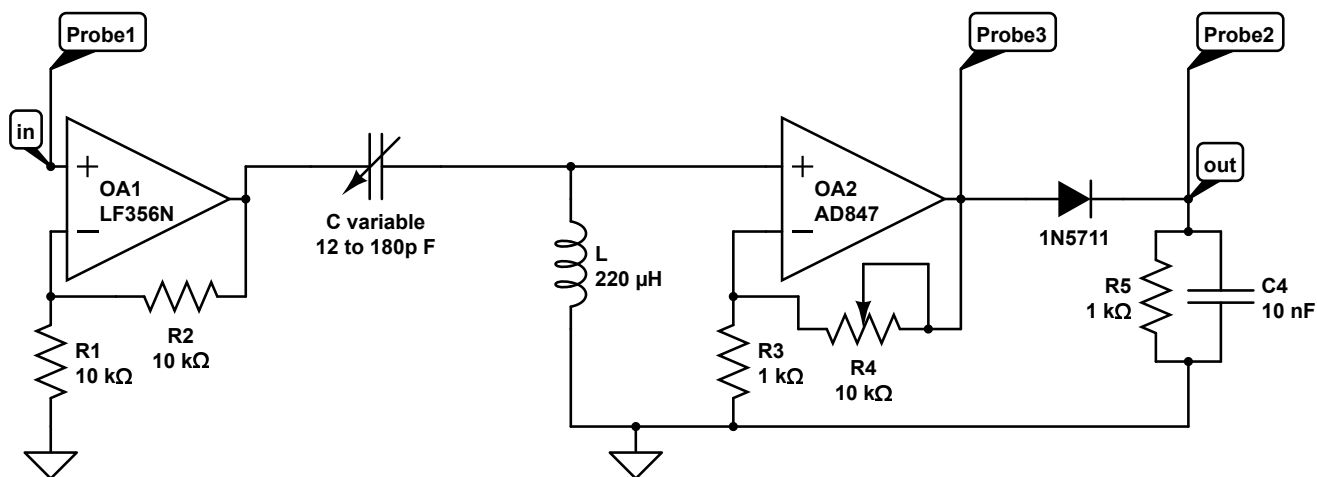 Probe1
Probe3
Probe2
in
out
+
−
OA1
LF356N
C variable
12 to 180p F
L
220 µH
+
−
OA2
AD847
1N5711
R1
10 kΩ
R2
10 kΩ
R3
1 kΩ
R4
10 kΩ
R5
1 kΩ
C4
10 nF